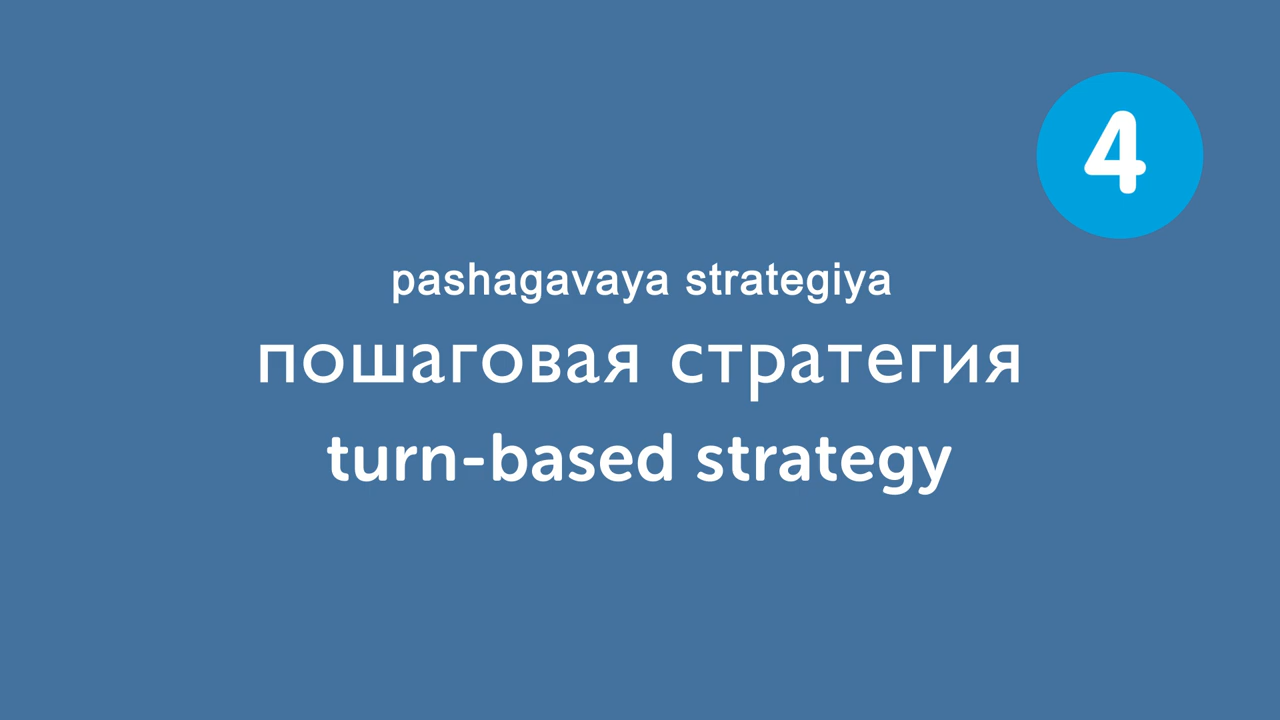 4
pashagavaya strategiya
пошаговая стратегия
turn-based strategy